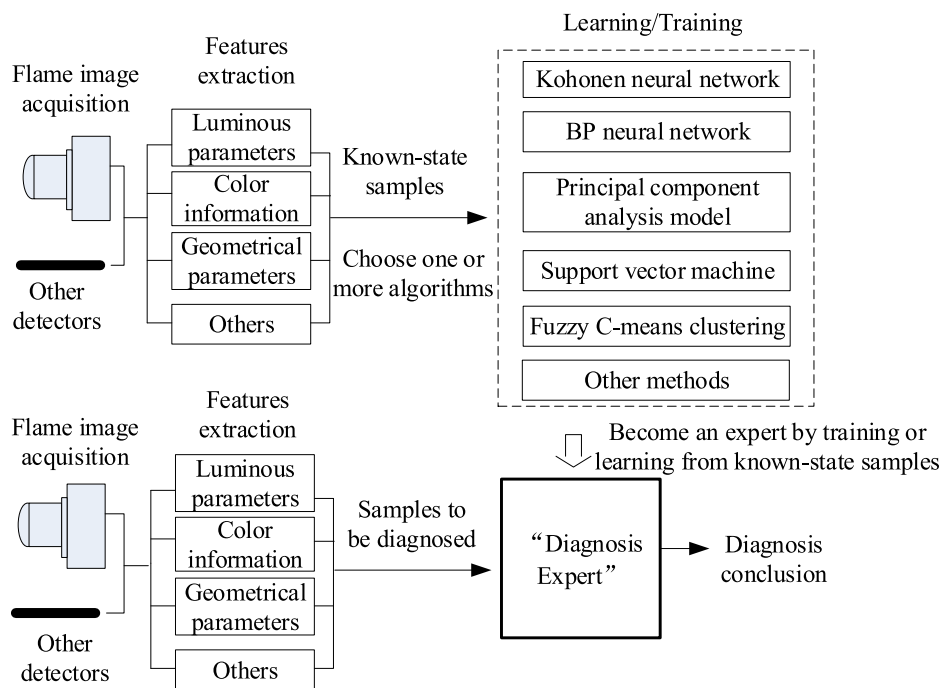 Learning/Training
Features
extraction
Flame image
acquisition
Luminous
parameters
Color
information
Geometrical
parameters
Others
Other
detectors
Known-state
samples
Choose one or
more algorithms
Kohonen neural network
BP neural network
Principal component
analysis model
Support vector machine
Fuzzy C-means clustering
Other methods
Become an expert by training or
learning from known-state samples
Features
extraction
Flame image
acquisition
Luminous
parameters
Color
information
Geometrical
parameters
Others
Other
detectors
Samples to
be diagnosed
“Diagnosis
Expert”
Diagnosis
conclusion